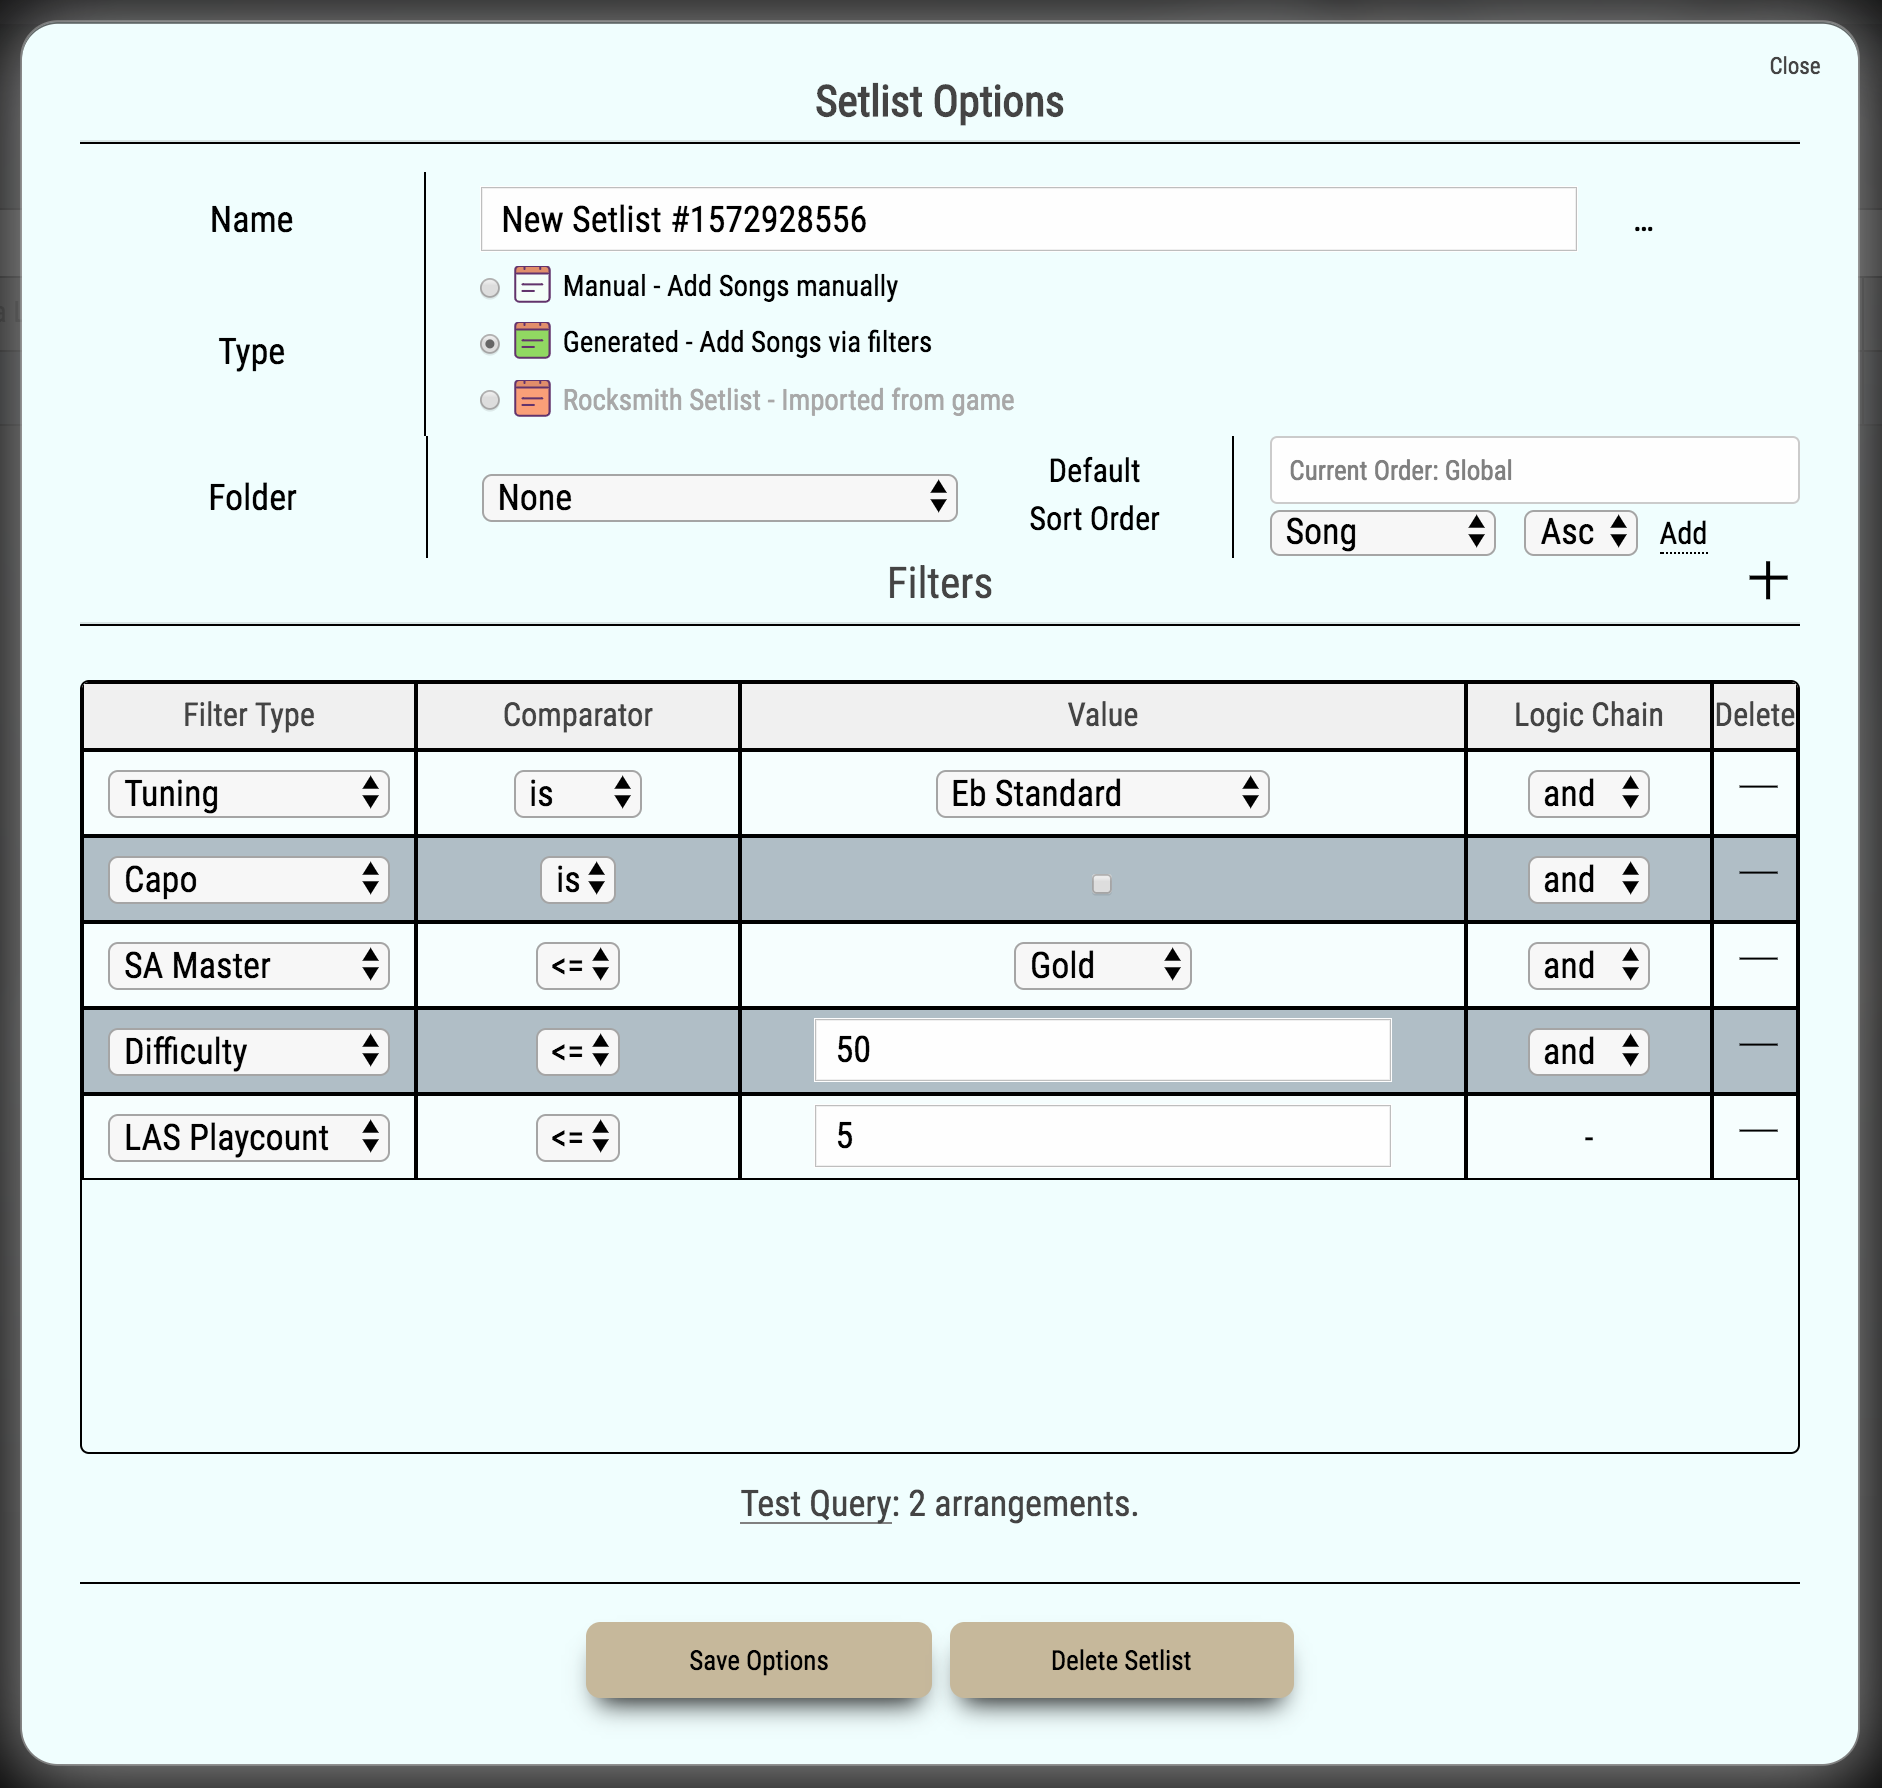 Close
Setlist Options
Name
New Setlist #1572928556
...
Type
Manual - Add Songs manually
Generated - Add Songs via filters
Rocksmith Setlist - Imported from game
Folder
None
Default
Sort Order
Current Order: Global
Song
Asc
Add
Filters
Filter Type Comparator Value Logic Chain Delete
Tuning is Eb Standard and
Capo is and
SA Master <= Gold and
Difficulty <= 50 and
LAS Playcount <= 5 -
Test Query: 2 arrangements.
Save Options
Delete Setlist